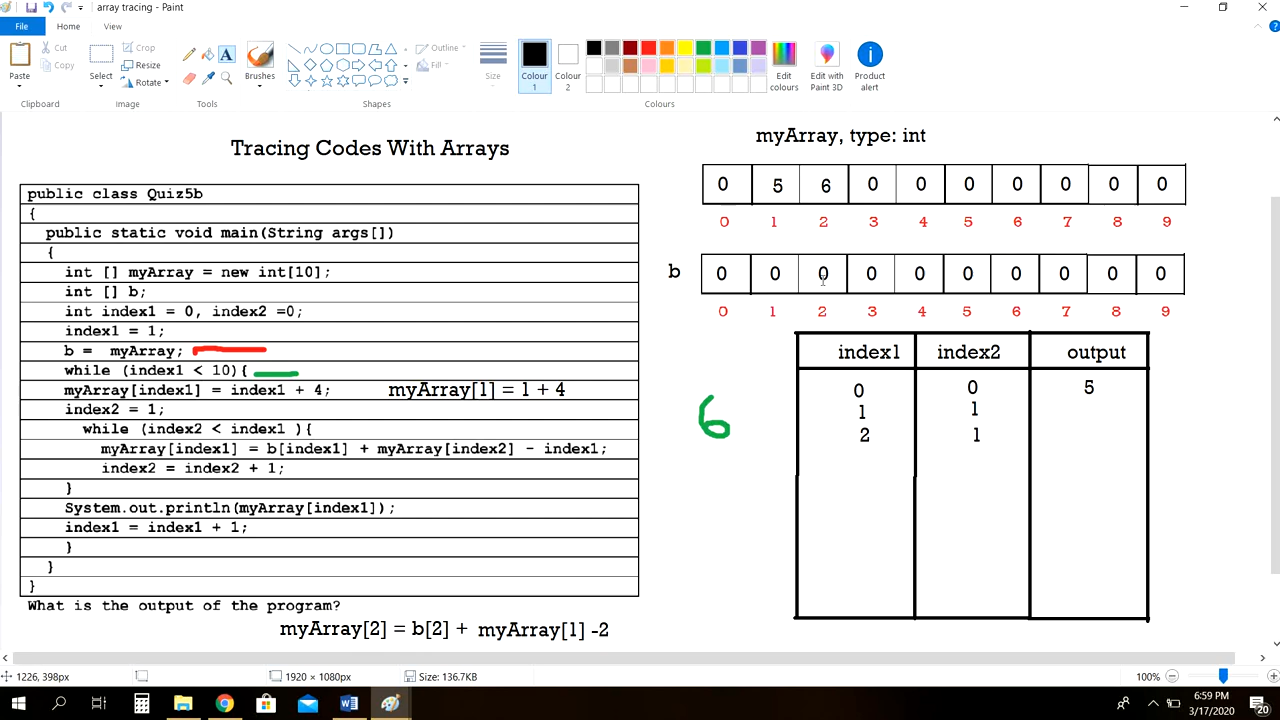 array tracing - Paint
File Home View
Paste
Cut
Copy
Select
Crop
Resize
Rotate
Brushes
Outline
Fill
Size
Colour 1
Colour 2
Edit colours
Edit with Paint 3D
Product alert
Clipboard Image Tools Shapes Colours
Tracing Codes With Arrays
public class Quiz5b
{
public static void main(String args[])
{
int [] myArray = new int[10];
int [] b;
int index1 = 0, index2 =0;
index1 = 1;
b = myArray;
while (index1 < 10){
myArray[index1] = index1 + 4;
myArray[1] = 1 + 4
index2 = 1;
while (index2 < index1 ){
myArray[index1] = b[index1] + myArray[index2] - index1;
index2 = index2 + 1;
}
System.out.println(myArray[index1]);
index1 = index1 + 1;
}
}
}
What is the output of the program?
myArray[2] = b[2] + myArray[1] -2
myArray, type: int
0 5 6 0 0 0 0 0 0 0
0 1 2 3 4 5 6 7 8 9
b 0 0 0 0 0 0 0 0 0 0
0 1 2 3 4 5 6 7 8 9
index1 index2 output
0 0 5
1 1
2 1
6
1226, 398px
1920 × 1080px
Size: 136.7KB
100%
6:59 PM
3/17/2020
20